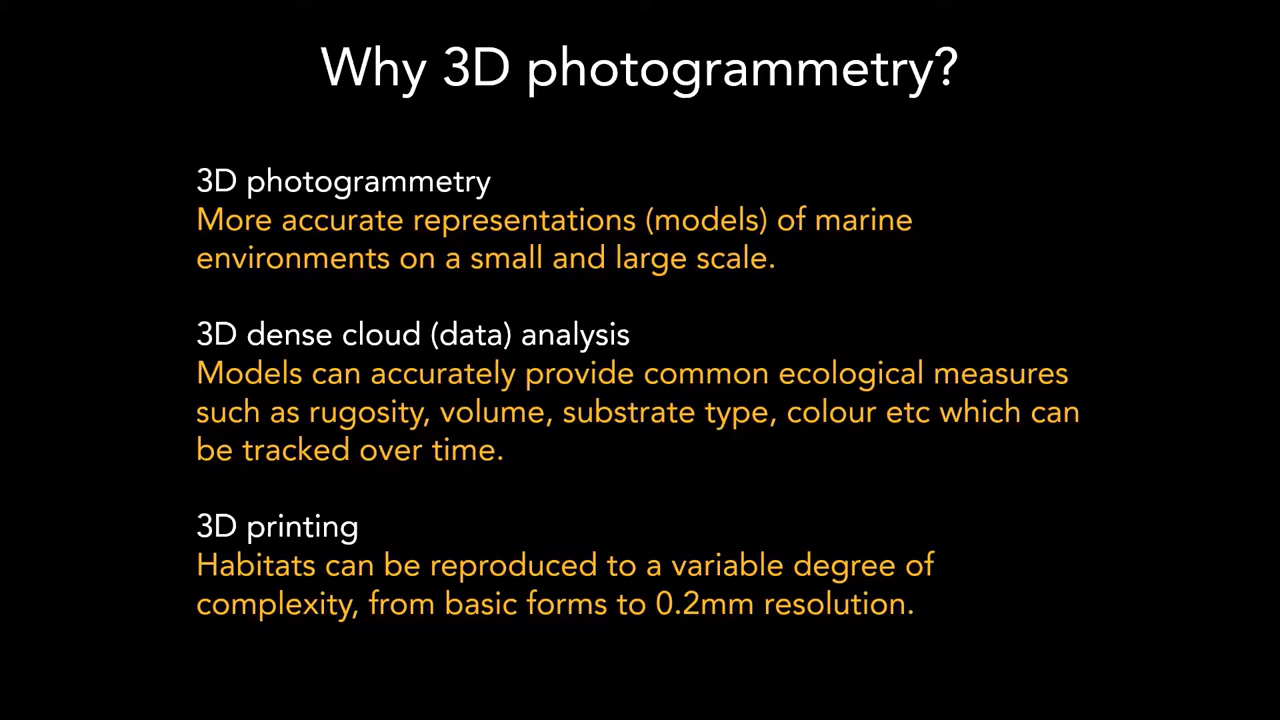 Why 3D photogrammetry?
3D photogrammetry
More accurate representations (models) of marine
environments on a small and large scale.
3D dense cloud (data) analysis
Models can accurately provide common ecological measures
such as rugosity, volume, substrate type, colour etc which can
be tracked over time.
3D printing
Habitats can be reproduced to a variable degree of
complexity, from basic forms to 0.2mm resolution.